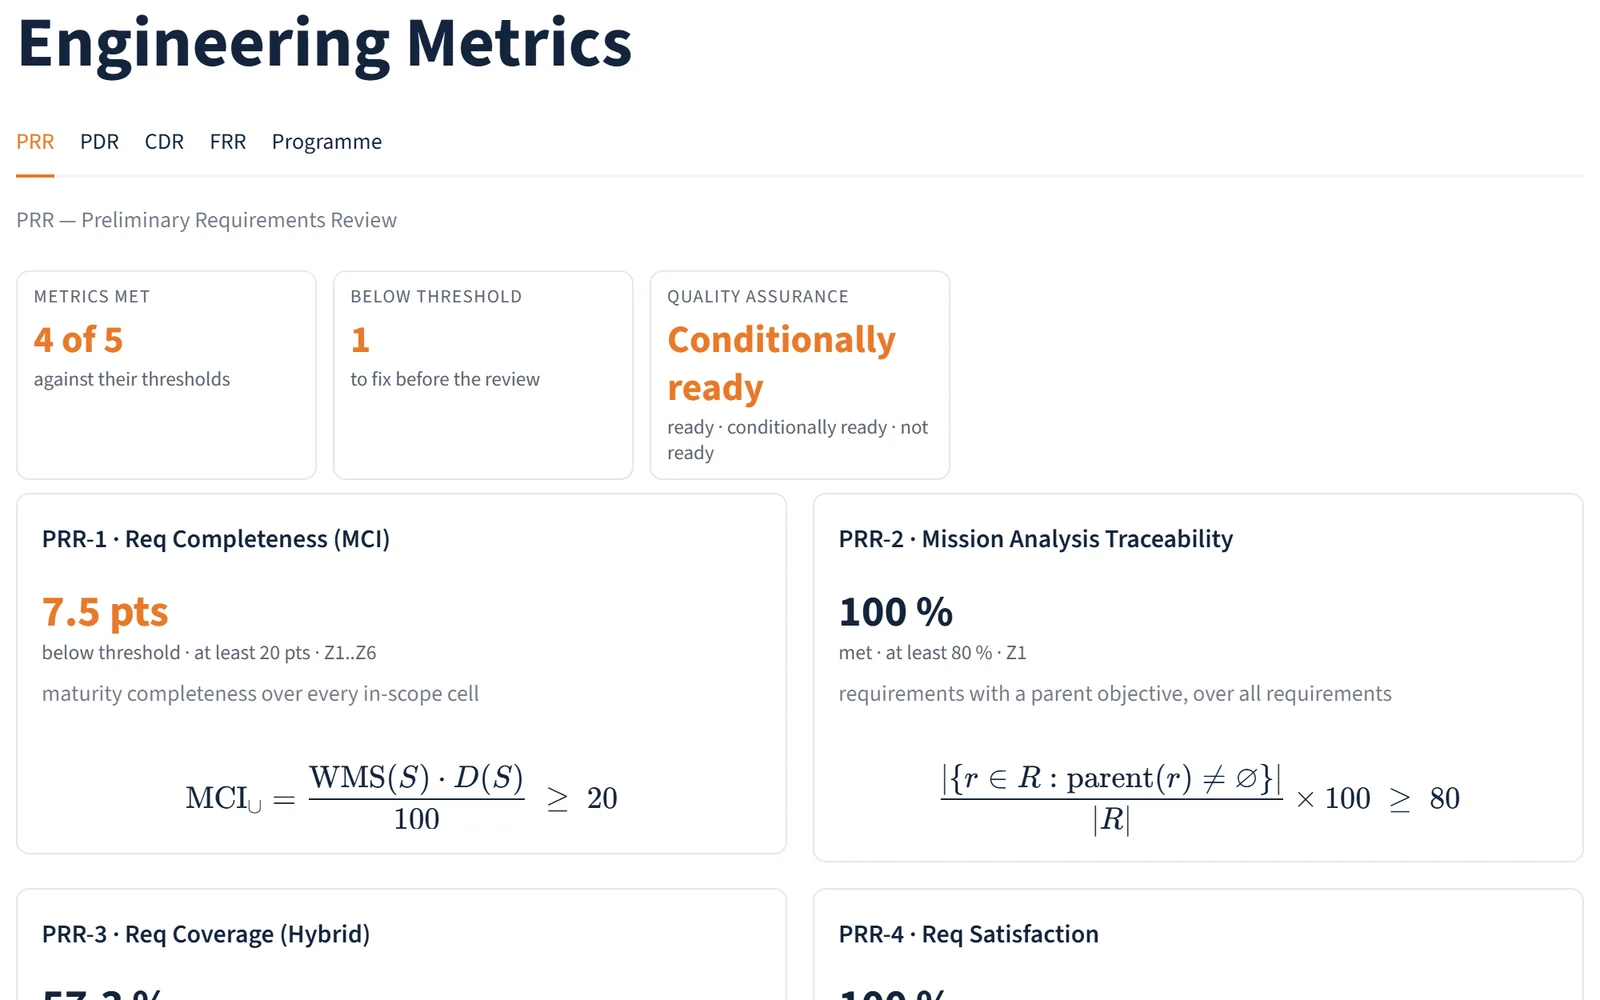 Engineering Metrics
PRR PDR CDR FRR Programme
PRR — Preliminary Requirements Review
METRICS MET
4 of 5
against their thresholds
BELOW THRESHOLD
1
to fix before the review
QUALITY ASSURANCE
Conditionally
ready
ready · conditionally ready · not
ready
PRR-1 · Req Completeness (MCI)
7.5 pts
below threshold · at least 20 pts · Z1..Z6
maturity completeness over every in-scope cell
MCI∪ = WMS(S) · D(S) / 100 ≥ 20
PRR-2 · Mission Analysis Traceability
100 %
met · at least 80 % · Z1
requirements with a parent objective, over all requirements
|{r ∈ R : parent(r) ≠ ∅}| / |R| × 100 ≥ 80
PRR-3 · Req Coverage (Hybrid)
PRR-4 · Req Satisfaction
100 %